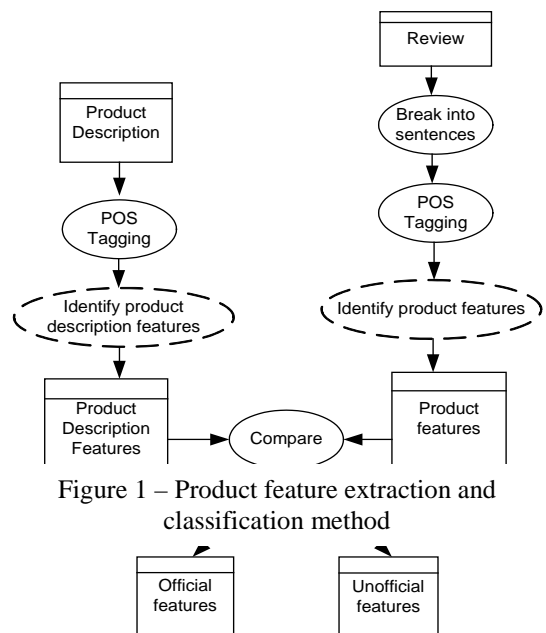 Review
Product
Description
Break into
sentences
POS
Tagging
POS
Tagging
Identify product
description features
Identify product features
Product
Description
Features
Compare
Product
features
Figure 1 – Product feature extraction and
classification method
Official
features
Unofficial
features